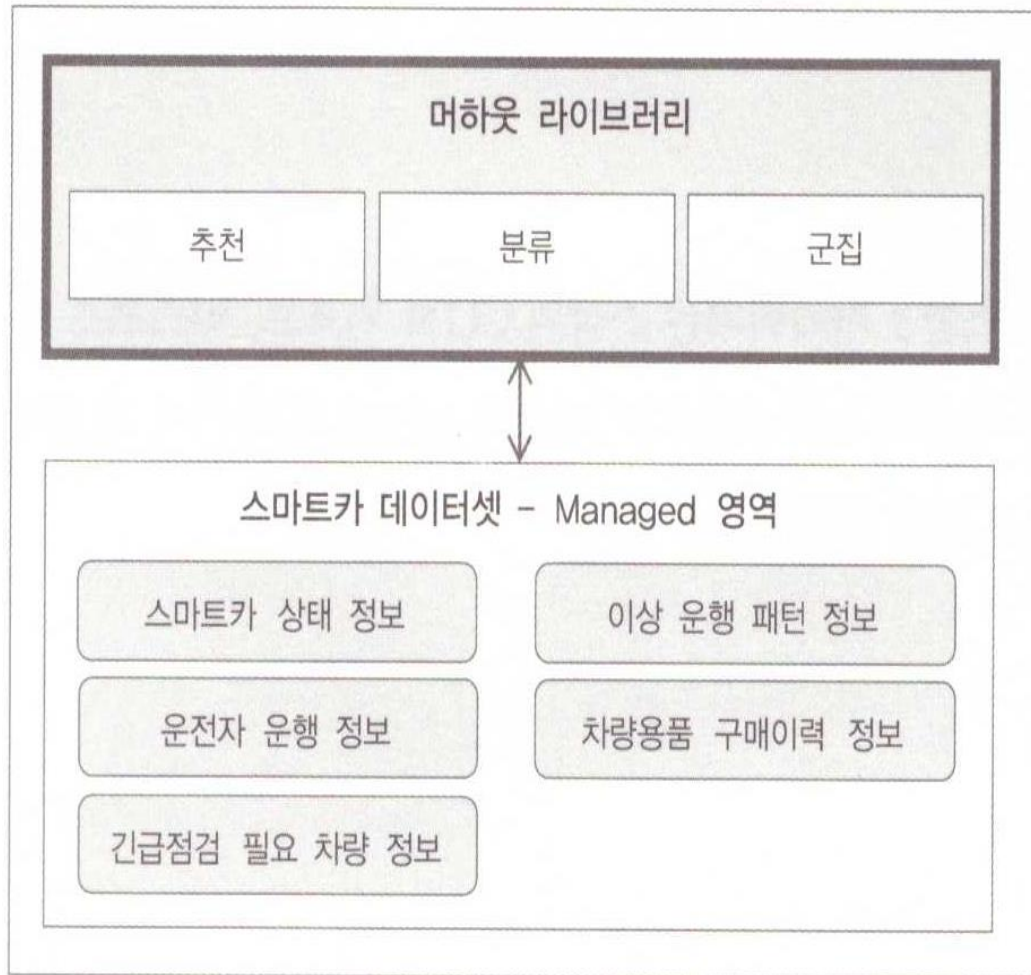 머하웃 라이브러리
추천
분류
군집
스마트카 데이터셋 - Managed 영역
스마트카 상태 정보
이상 운행 패턴 정보
운전자 운행 정보
차량용품 구매이력 정보
긴급점검 필요 차량 정보